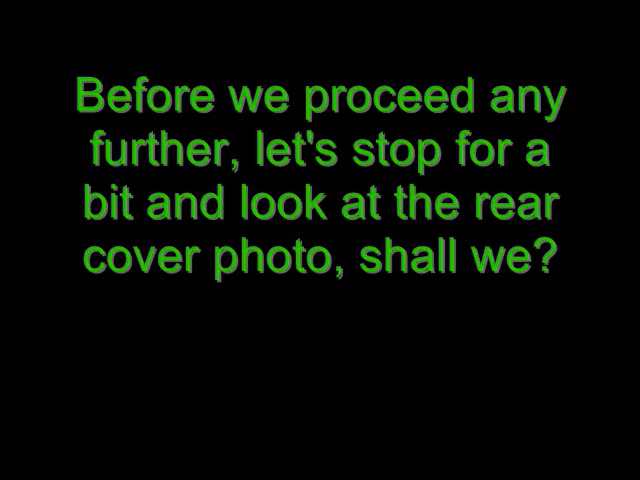 Before we proceed any
further, let's stop for a
bit and look at the rear
cover photo, shall we?